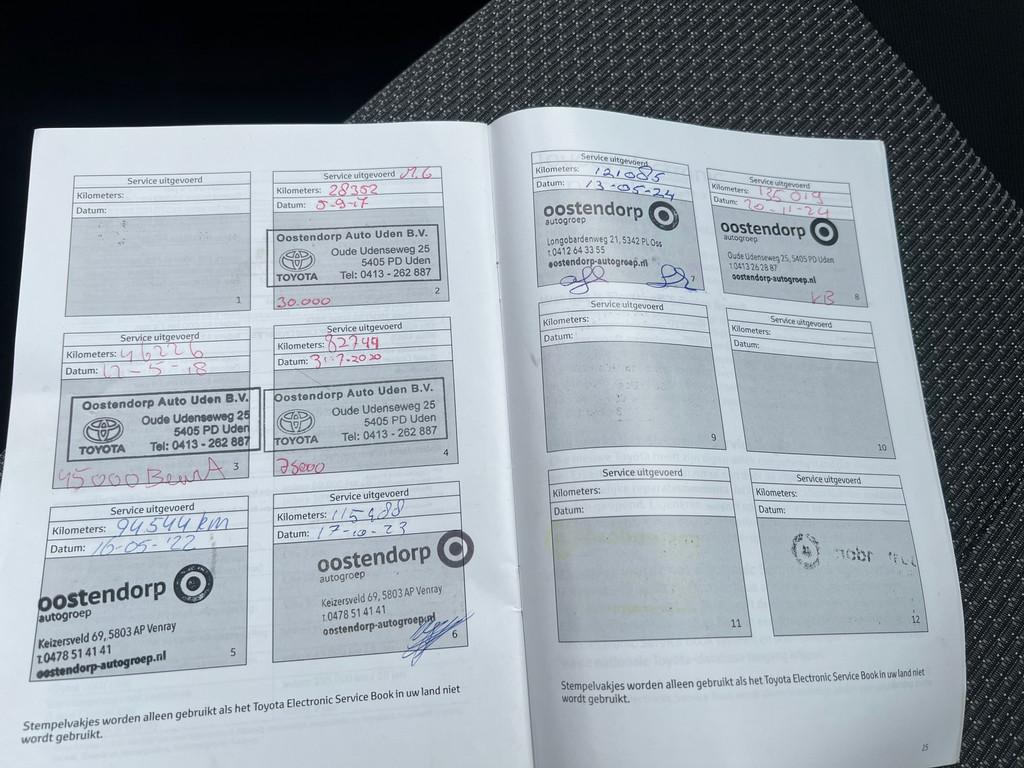 Service uitgevoerd
Kilometers:
Datum:
1
Service uitgevoerd
Kilometers: 28352
Datum: 5-9-17
Oostendorp Auto Uden B.V.
Oude Udenseweg 25
5405 PD Uden
TOYOTA Tel: 0413 - 262 887
2
30.000
Service uitgevoerd
Kilometers: 46226
Datum: 17-5-18
Oostendorp Auto Uden B.V.
Oude Udenseweg 25
5405 PD Uden
TOYOTA Tel: 0413 - 262 887
3
45000 Beurt A
Service uitgevoerd
Kilometers: 82749
Datum: 31-7-2020
Oostendorp Auto Uden B.V.
Oude Udenseweg 25
5405 PD Uden
TOYOTA Tel: 0413 - 262 887
4
75000
Service uitgevoerd
Kilometers: 94544 km
Datum: 16-05-'22
oostendorp
autogroep
Keizersveld 69, 5803 AP Venray
T.0478 51 41 41
oostendorp-autogroep.nl
5
Service uitgevoerd
Kilometers: 115488
Datum: 17-10-23
oostendorp
autogroep
Keizersveld 69, 5803 AP Venray
T.0478 51 41 41
oostendorp-autogroep.nl
6
Stempelvakjes worden alleen gebruikt als het Toyota Electronic Service Book in uw land niet
wordt gebruikt.
Service uitgevoerd
Kilometers: 121085
Datum: 13-05-24
oostendorp
autogroep
Longobardenweg 21, 5342 PL Oss
T.0412 64 33 55
oostendorp-autogroep.nl
7
Service uitgevoerd
Kilometers: 135019
Datum: 20-11-24
oostendorp
autogroep
Oude Udenseweg 25, 5405 PD Uden
T.0413 26 28 87
oostendorp-autogroep.nl
8
KB
Service uitgevoerd
Kilometers:
Datum:
9
Service uitgevoerd
Kilometers:
Datum:
10
Service uitgevoerd
Kilometers:
Datum:
11
Service uitgevoerd
Kilometers:
Datum:
12
Stempelvakjes worden alleen gebruikt als het Toyota Electronic Service Book in uw land niet
wordt gebruikt.
15